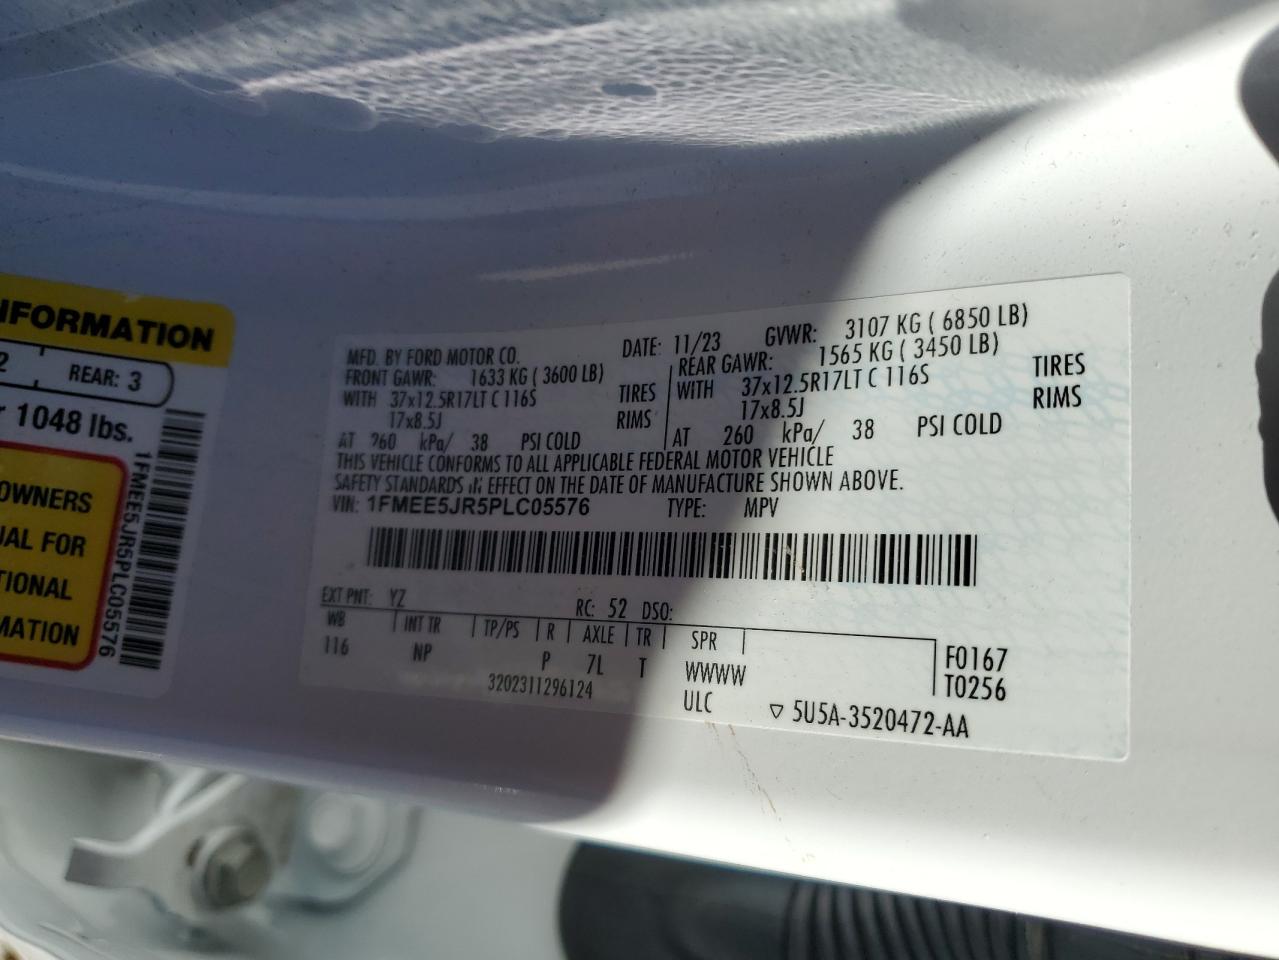 INFORMATION
2 REAR: 3
1048 lbs.
OWNERS
UAL FOR
TIONAL
MATION
1FMEE5JR5PLC05576
MFD. BY FORD MOTOR CO. DATE: 11/23 GVWR: 3107 KG ( 6850 LB)
FRONT GAWR: 1633 KG ( 3600 LB) REAR GAWR: 1565 KG ( 3450 LB)
WITH 37x12.5R17LT C 116S TIRES WITH 37x12.5R17LT C 116S TIRES
17x8.5J RIMS 17x8.5J RIMS
AT 260 kPa/ 38 PSI COLD AT 260 kPa/ 38 PSI COLD
THIS VEHICLE CONFORMS TO ALL APPLICABLE FEDERAL MOTOR VEHICLE
SAFETY STANDARDS IN EFFECT ON THE DATE OF MANUFACTURE SHOWN ABOVE.
VIN: 1FMEE5JR5PLC05576 TYPE: MPV
EXT PNT: YZ RC: 52 DSO:
WB INT TR TP/PS R AXLE TR SPR
116 NP P 7L T WWWW F0167
3202311296124 ULC T0256
▽ 5U5A-3520472-AA